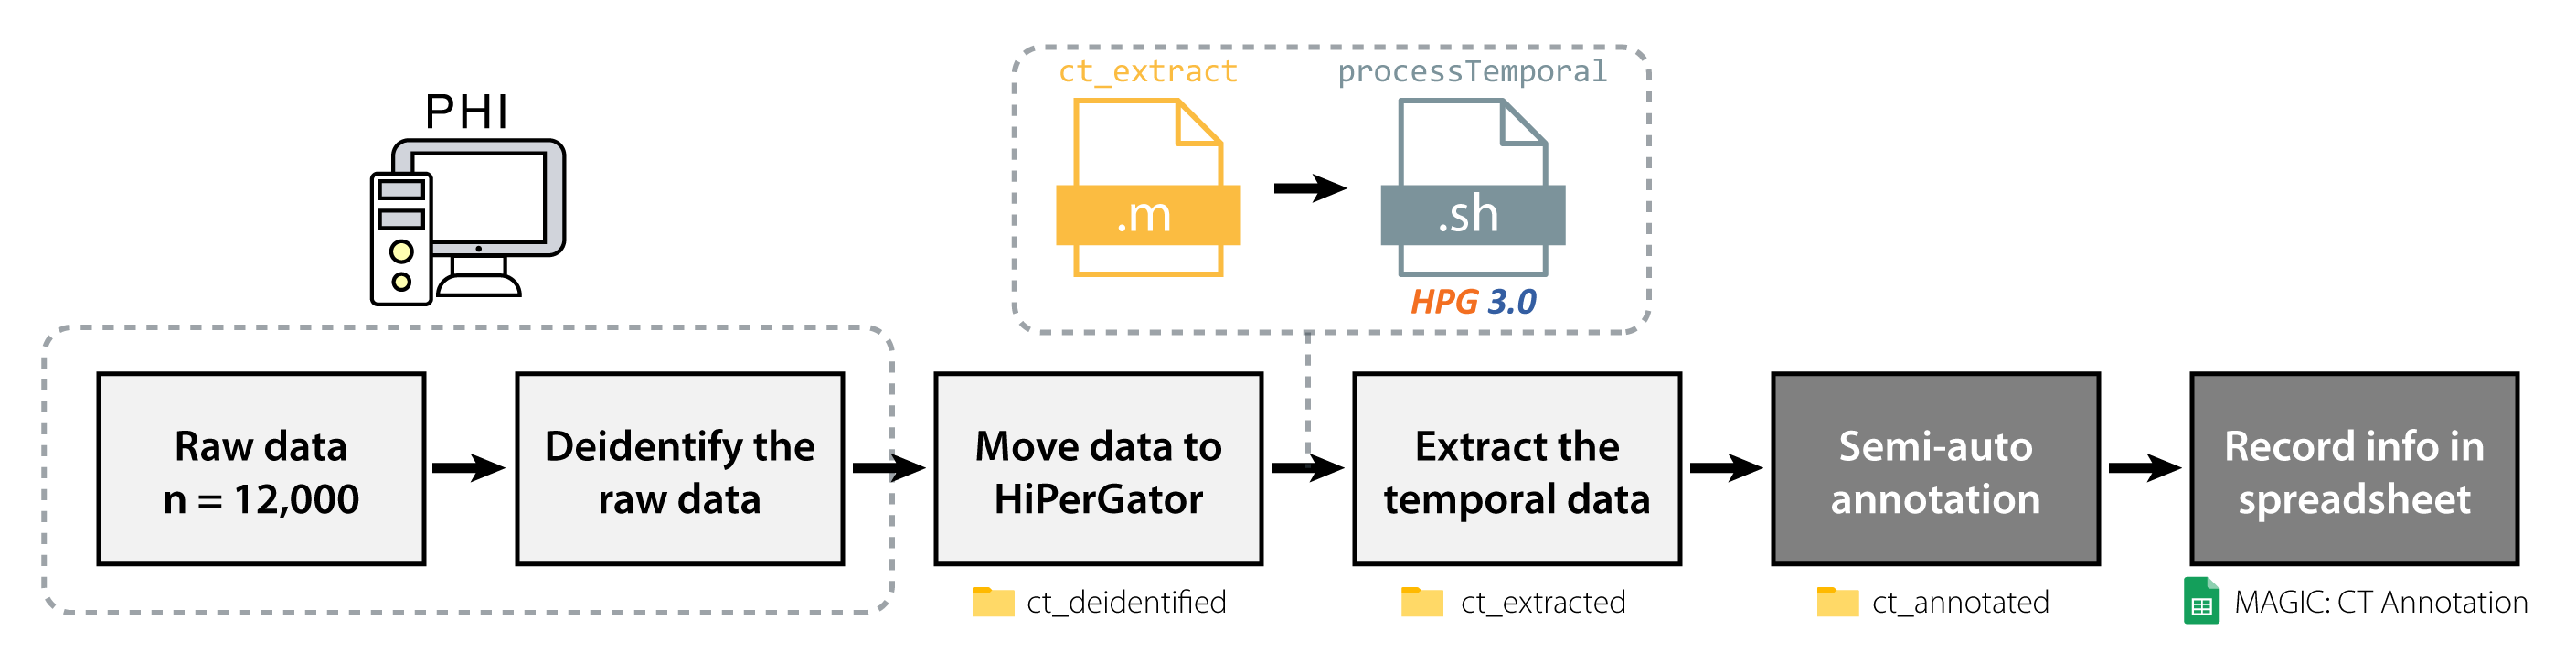 PHI
ct_extract
processTemporal
.m
.sh
HPG 3.0
Raw data
n = 12,000
Deidentify the
raw data
Move data to
HiPerGator
Extract the
temporal data
Semi-auto
annotation
Record info in
spreadsheet
ct_deidentified
ct_extracted
ct_annotated
MAGIC: CT Annotation